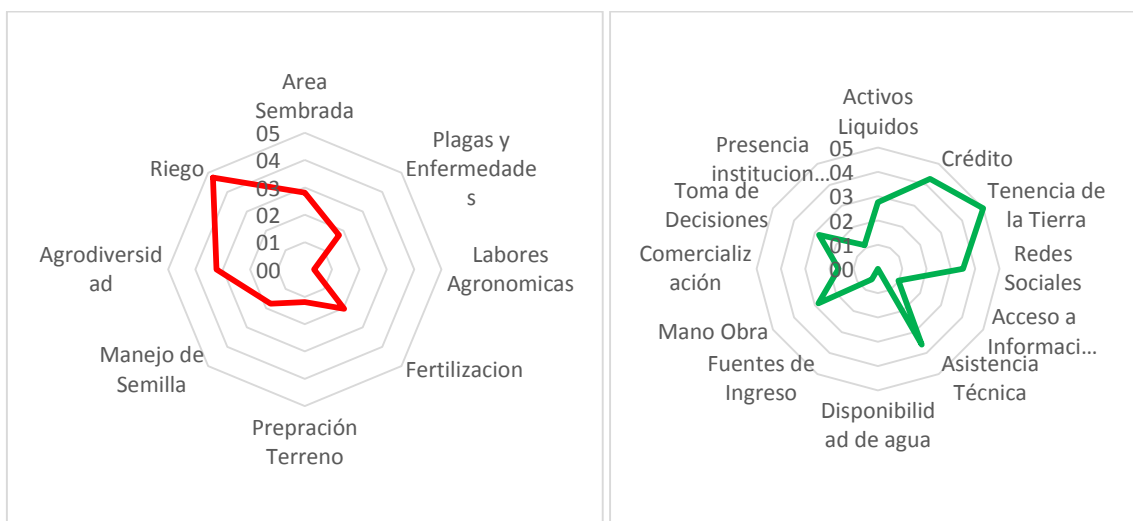 Area
Sembrada
Plagas y
Enfermedade
s
Labores
Agronomicas
Fertilizacion
Prepración
Terreno
Manejo de
Semilla
Agrodiversid
ad
Riego
05
04
03
02
01
00
Activos
Liquidos
Crédito
Tenencia de
la Tierra
Redes
Sociales
Acceso a
Informaci...
Asistencia
Técnica
Disponibilid
ad de agua
Fuentes de
Ingreso
Mano Obra
Comercializ
ación
Toma de
Decisiones
Presencia
institucion...
05
04
03
02
01
00